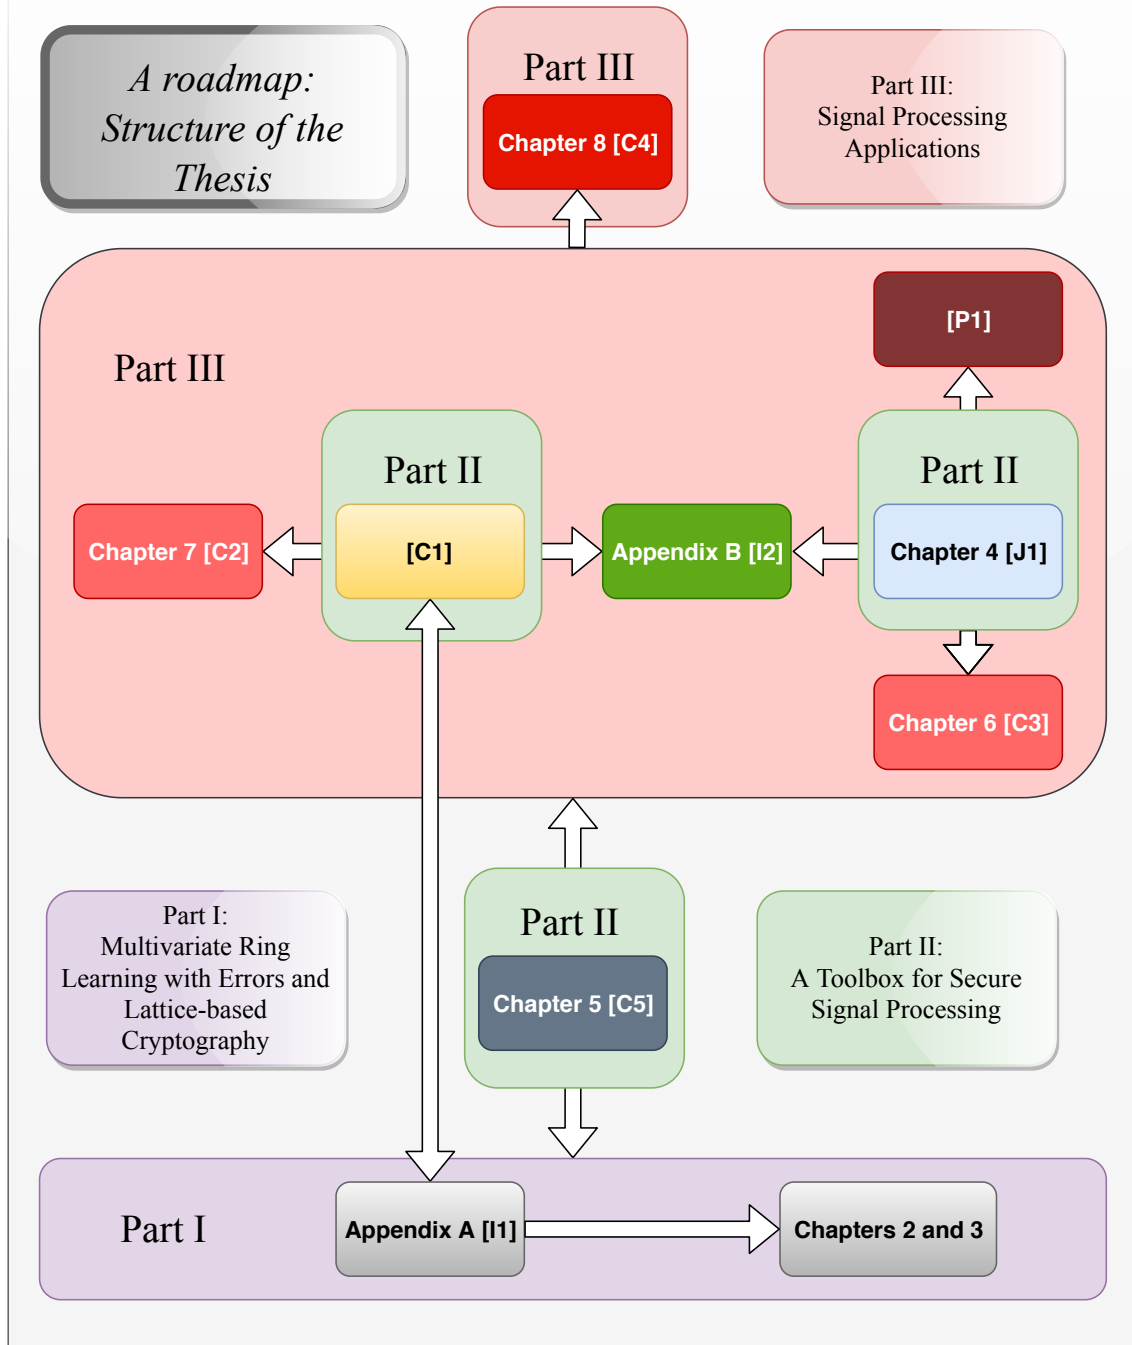 A roadmap:
Structure of the
Thesis
Part III
Chapter 8 [C4]
Part III:
Signal Processing
Applications
[P1]
Part III
Part II
Part II
Chapter 7 [C2]
[C1]
Appendix B [I2]
Chapter 4 [J1]
Chapter 6 [C3]
Part I:
Multivariate Ring
Learning with Errors and
Lattice-based
Cryptography
Part II
Chapter 5 [C5]
Part II:
A Toolbox for Secure
Signal Processing
Part I
Appendix A [I1]
Chapters 2 and 3